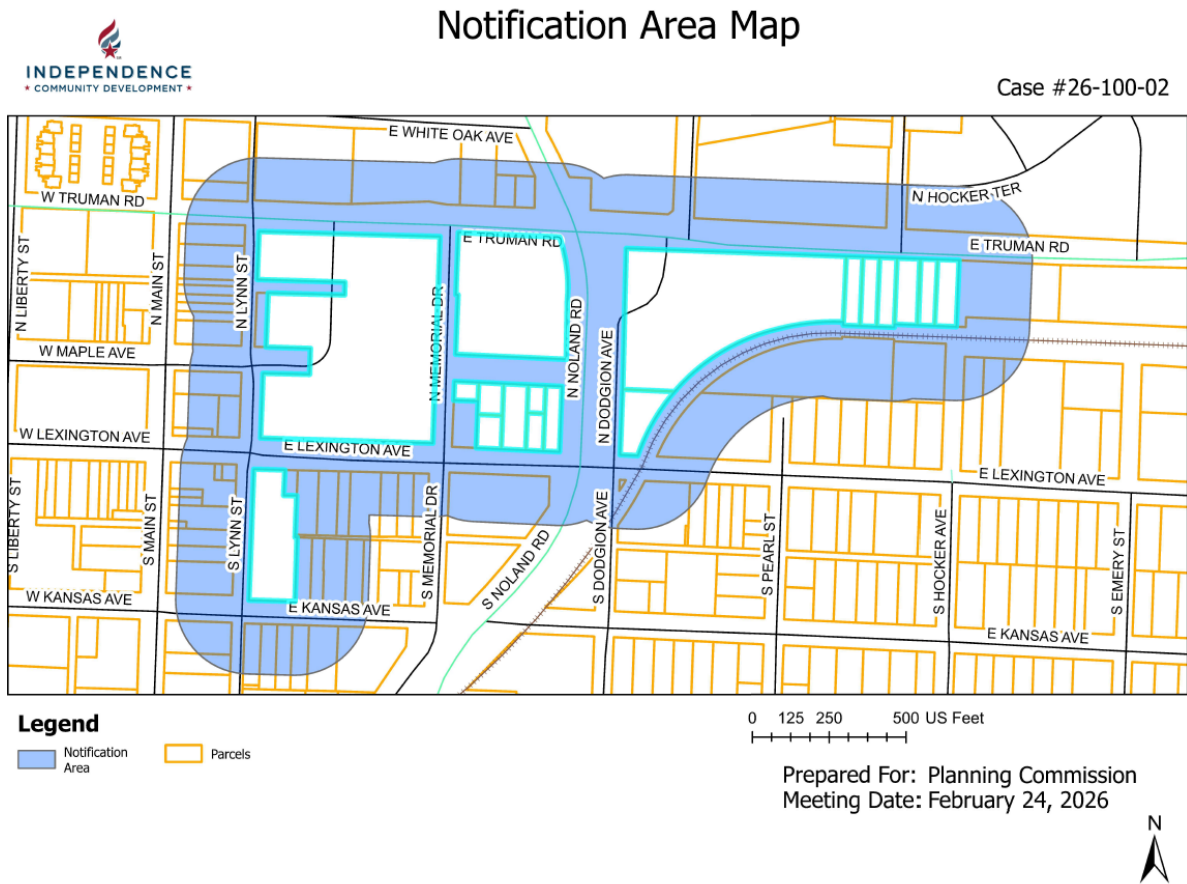 Notification Area Map
INDEPENDENCE
★ COMMUNITY DEVELOPMENT ★
Case #26-100-02
E WHITE OAK AVE
W TRUMAN RD
N HOCKER TER
E TRUMAN RD
E TRUMAN RD
N LIBERTY ST
N MAIN ST
N LYNN ST
N MEMORIAL DR
N NOLAND RD
N DODGION AVE
W MAPLE AVE
W LEXINGTON AVE
E LEXINGTON AVE
E LEXINGTON AVE
S LIBERTY ST
S MAIN ST
S LYNN ST
S MEMORIAL DR
S NOLAND RD
S DODGION AVE
S PEARL ST
S HOCKER AVE
S EMERY ST
W KANSAS AVE
E KANSAS AVE
E KANSAS AVE
Legend
Notification
Area
Parcels
0 125 250 500 US Feet
Prepared For: Planning Commission
Meeting Date: February 24, 2026
N